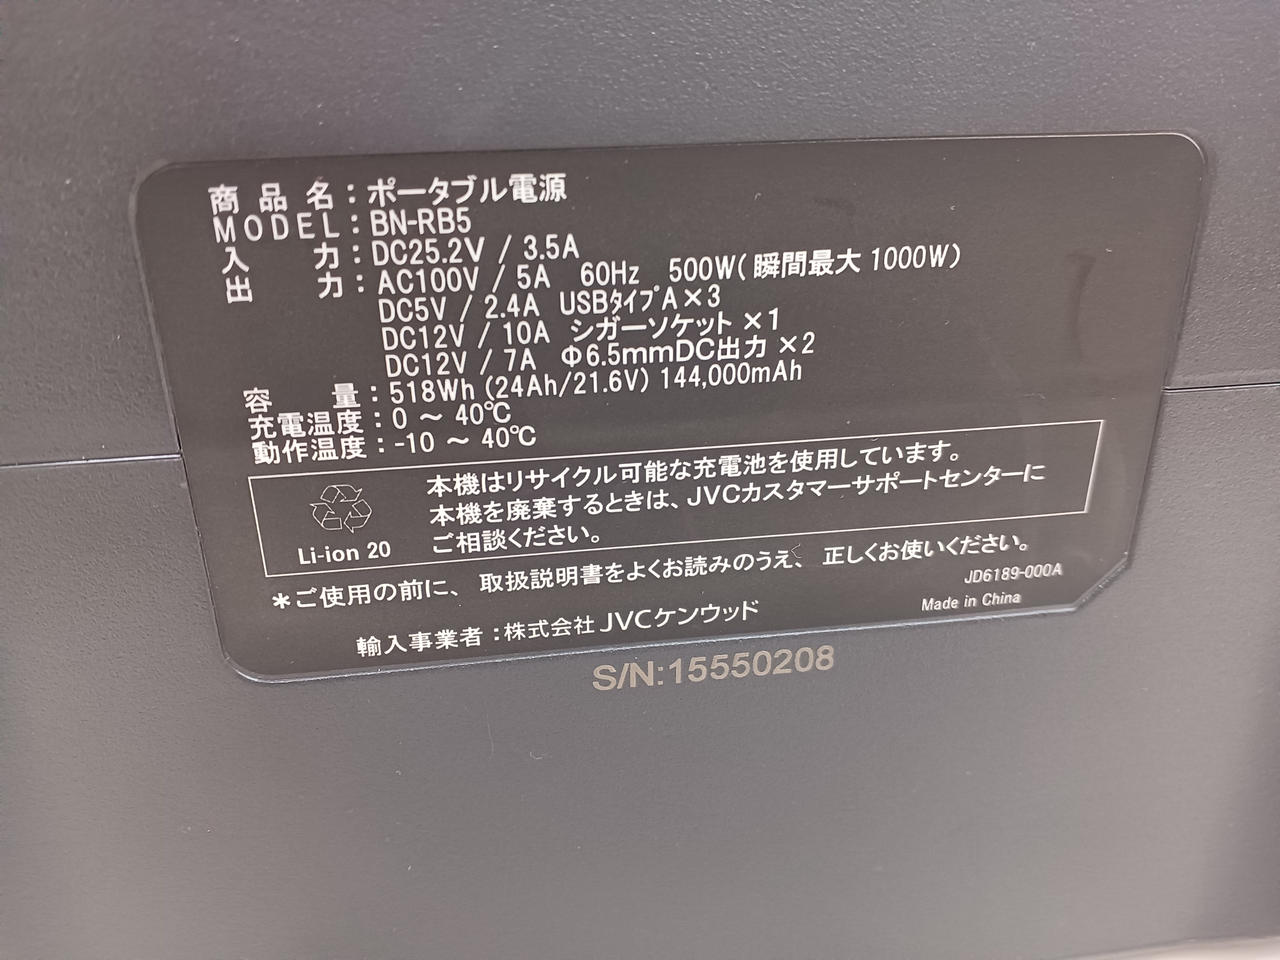 商品名：ポータブル電源
MODEL：BN-RB5
入力：DC25.2V / 3.5A
出力：AC100V / 5A 60Hz 500W(瞬間最大1000W)
DC5V / 2.4A USBﾀｲﾌﾟA×3
DC12V / 10A シガーソケット×1
DC12V / 7A Φ6.5mmDC出力×2
容量：518Wh (24Ah/21.6V) 144,000mAh
充電温度：0 ～ 40℃
動作温度：-10 ～ 40℃
本機はリサイクル可能な充電池を使用しています。
本機を廃棄するときは、JVCカスタマーサポートセンターに
ご相談ください。
Li-ion 20
＊ご使用の前に、取扱説明書をよくお読みのうえ、正しくお使いください。
JD6189-000A
輸入事業者：株式会社JVCケンウッド
Made in China
S/N:15550208